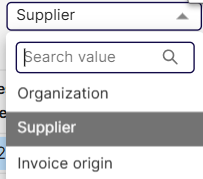 Supplier
Search value
Organization
Supplier
Invoice origin